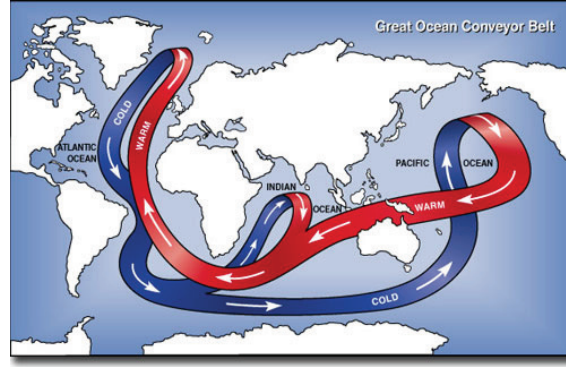 Great Ocean Conveyor Belt
COLD
WARM
ATLANTIC
OCEAN
PACIFIC OCEAN
INDIAN
OCEAN
WARM
COLD